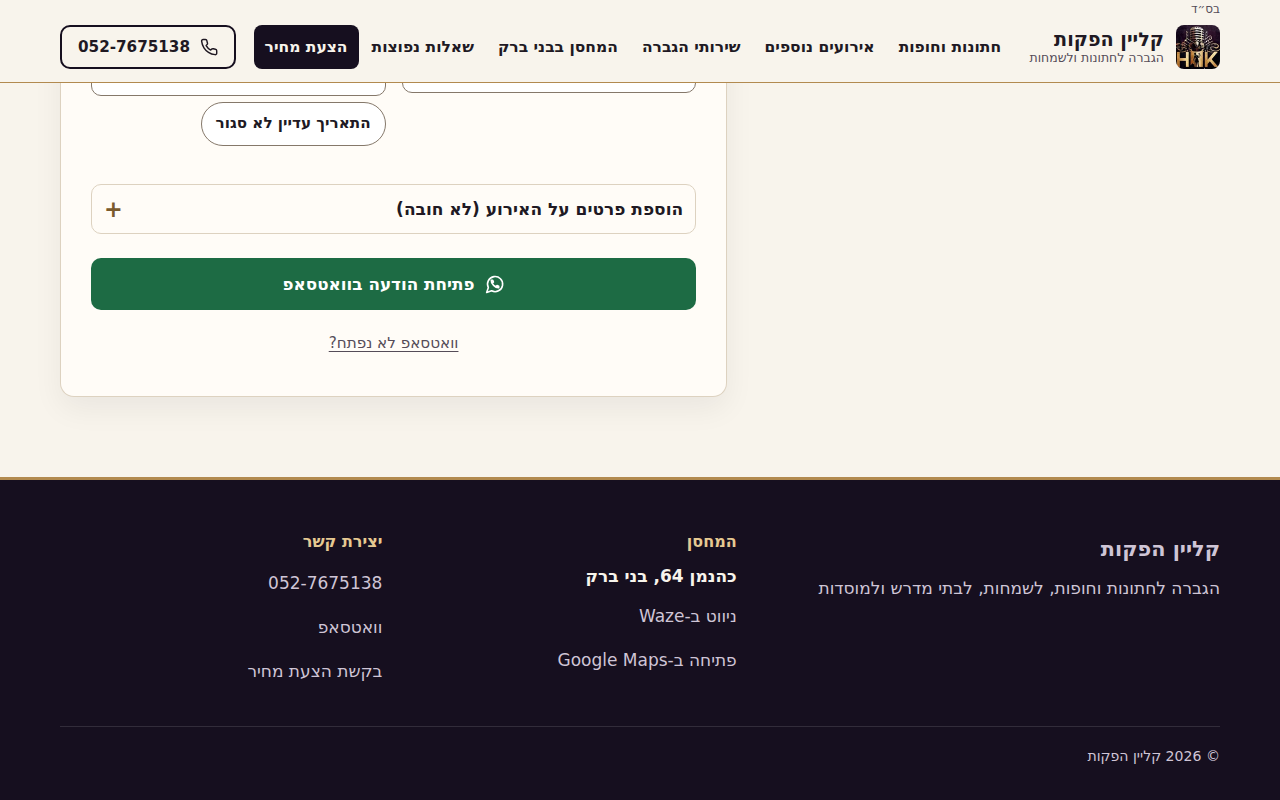 בס״ד
קליין הפקות
הגברה לחתונות ולשמחות
חתונות וחופות
אירועים נוספים
שירותי הגברה
המחסן בבני ברק
שאלות נפוצות
הצעת מחיר
052-7675138
התאריך עדיין לא סגור
הוספת פרטים על האירוע (לא חובה)
+
פתיחת הודעה בוואטסאפ
וואטסאפ לא נפתח?
קליין הפקות
הגברה לחתונות וחופות, לשמחות, לבתי מדרש ולמוסדות
המחסן
כהנמן 64, בני ברק
ניווט ב-Waze
פתיחה ב-Google Maps
יצירת קשר
052-7675138
וואטסאפ
בקשת הצעת מחיר
© 2026 קליין הפקות